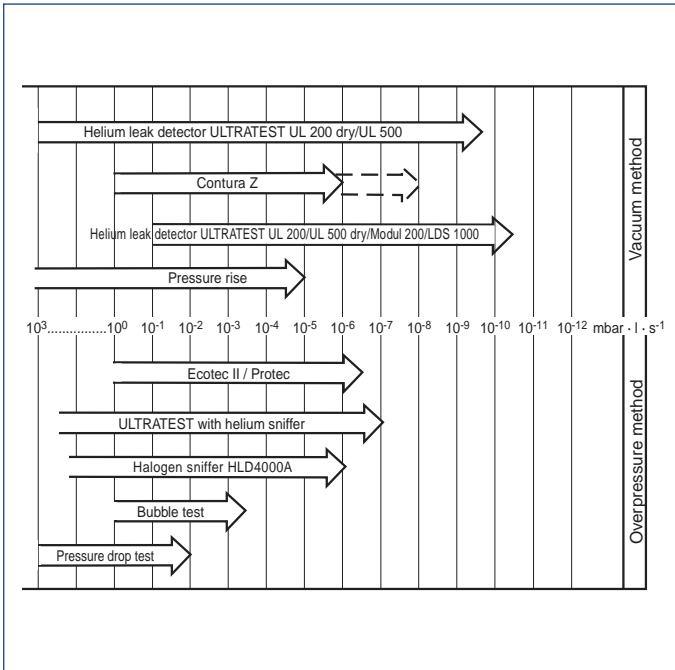 Helium leak detector ULTRATEST UL 200 dry/UL 500
Contura Z
Helium leak detector ULTRATEST UL 200/UL 500 dry/Modul 200/LDS 1000
Pressure rise
Vacuum method
10³................10⁰ 10⁻¹ 10⁻² 10⁻³ 10⁻⁴ 10⁻⁵ 10⁻⁶ 10⁻⁷ 10⁻⁸ 10⁻⁹ 10⁻¹⁰ 10⁻¹¹ 10⁻¹² mbar · l · s⁻¹
Ecotec II / Protec
ULTRATEST with helium sniffer
Halogen sniffer HLD4000A
Bubble test
Pressure drop test
Overpressure method